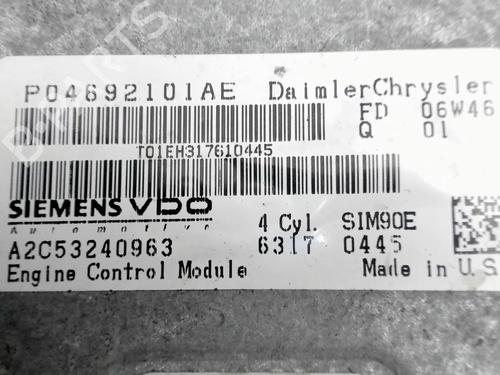 P04692101AE DaimlerChrysler
FD 06W46
Q 01
T01EH317610445
SIEMENS VDO
Automotive
4 Cyl. SIM90E
A2C53240963 6317 0445
Engine Control Module Made in U.S